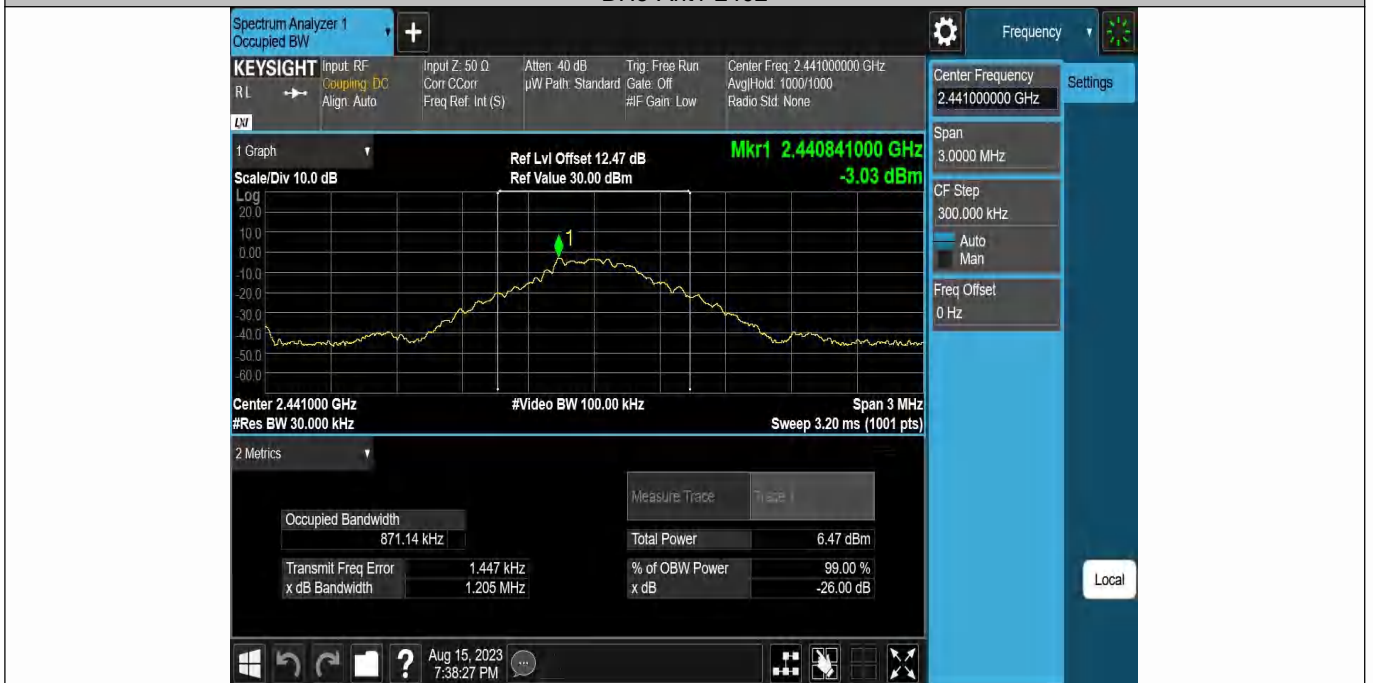 Spectrum Analyzer 1
Occupied BW
+
Frequency
KEYSIGHT
R L
LXI
Input: RF
Coupling: DC
Align: Auto
Input Z: 50 Ω
Corr CCorr
Freq Ref: Int (S)
Atten: 40 dB
µW Path: Standard
Trig: Free Run
Gate: Off
#IF Gain: Low
Center Freq: 2.441000000 GHz
Avg|Hold: 1000/1000
Radio Std: None
Center Frequency
2.441000000 GHz
Settings
Span
3.0000 MHz
CF Step
300.000 kHz
Auto
Man
Freq Offset
0 Hz
Local
1 Graph
Scale/Div 10.0 dB
Ref Lvl Offset 12.47 dB
Ref Value 30.00 dBm
Mkr1 2.440841000 GHz
-3.03 dBm
Log
20.0
10.0
0.00
-10.0
-20.0
-30.0
-40.0
-50.0
-60.0
1
Center 2.441000 GHz
#Video BW 100.00 kHz
Span 3 MHz
#Res BW 30.000 kHz
Sweep 3.20 ms (1001 pts)
2 Metrics
Measure Trace
Trace 1
Occupied Bandwidth
871.14 kHz
Total Power
6.47 dBm
Transmit Freq Error
1.447 kHz
% of OBW Power
99.00 %
x dB Bandwidth
1.205 MHz
x dB
-26.00 dB
?
Aug 15, 2023
7:38:27 PM